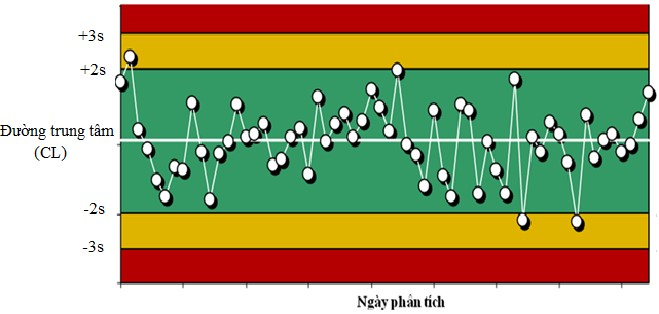 +3s
+2s
Đường trung tâm
(CL)
-2s
-3s
Ngày phân tích